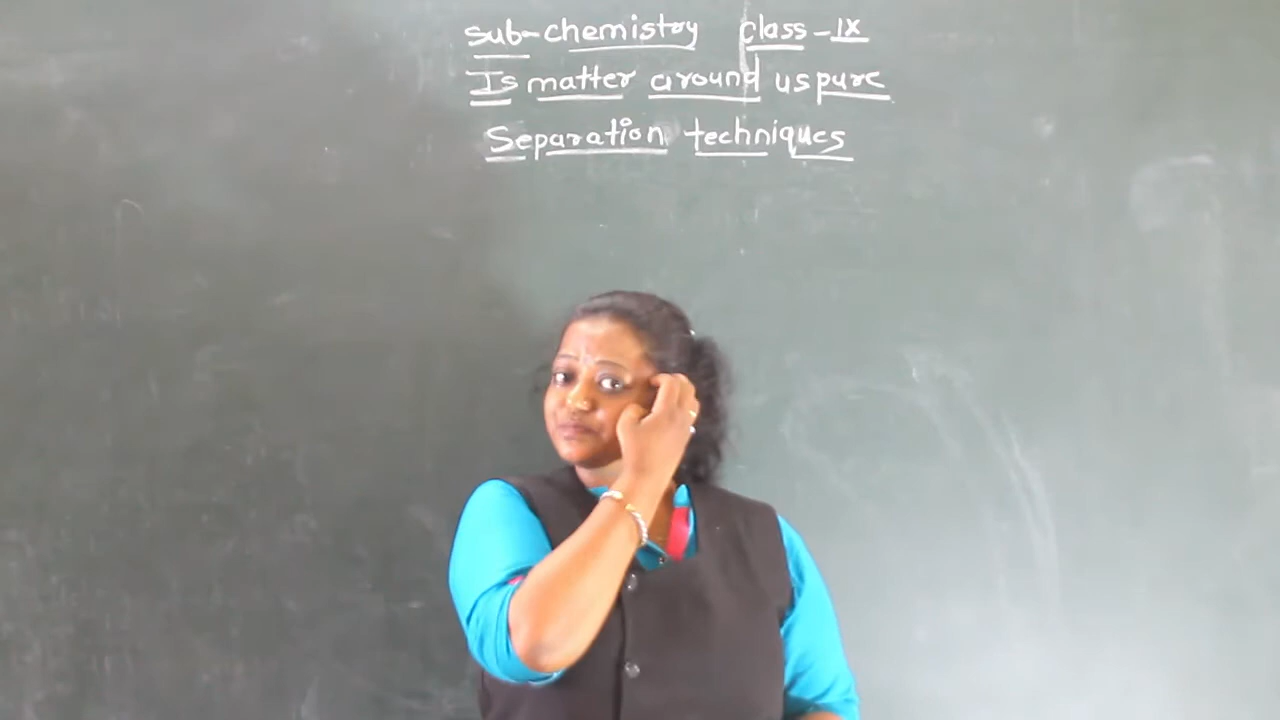 Sub-chemistry class-IX
Is matter around us pure
Separation techniques